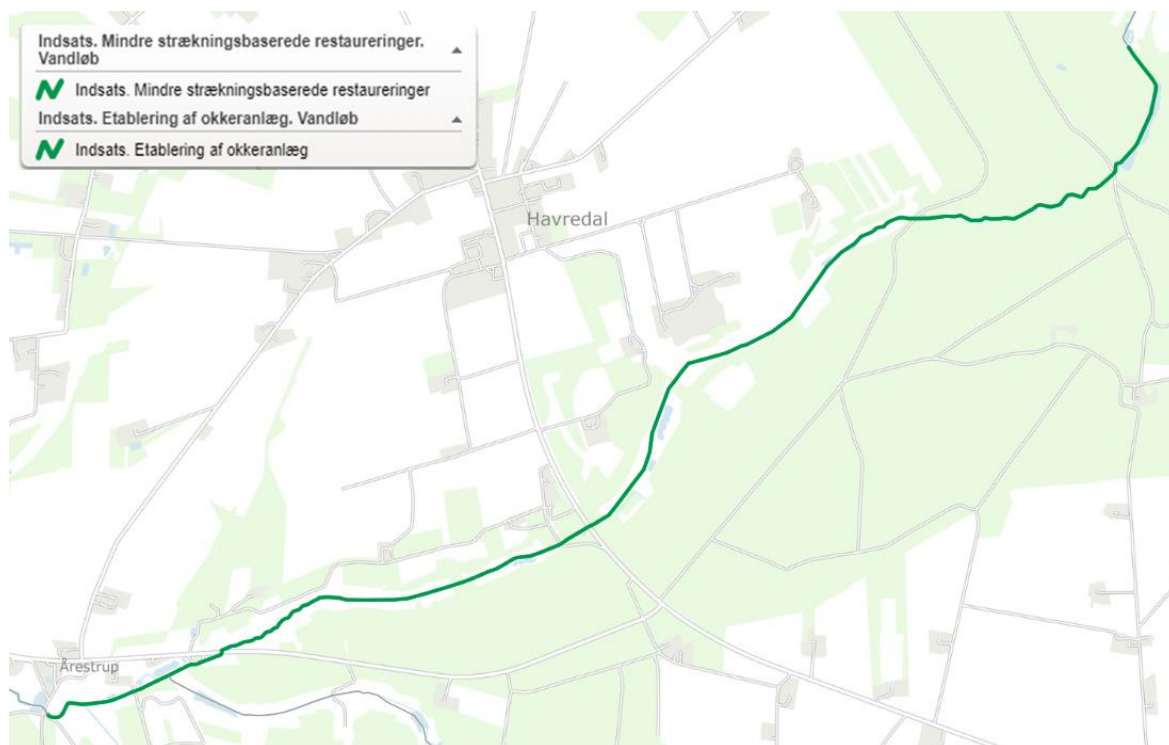 Indsats. Mindre strækningsbaserede restaureringer.
Vandløb
Indsats. Mindre strækningsbaserede restaureringer
Indsats. Etablering af okkeranlæg. Vandløb
Indsats. Etablering af okkeranlæg
Havredal
Årestrup